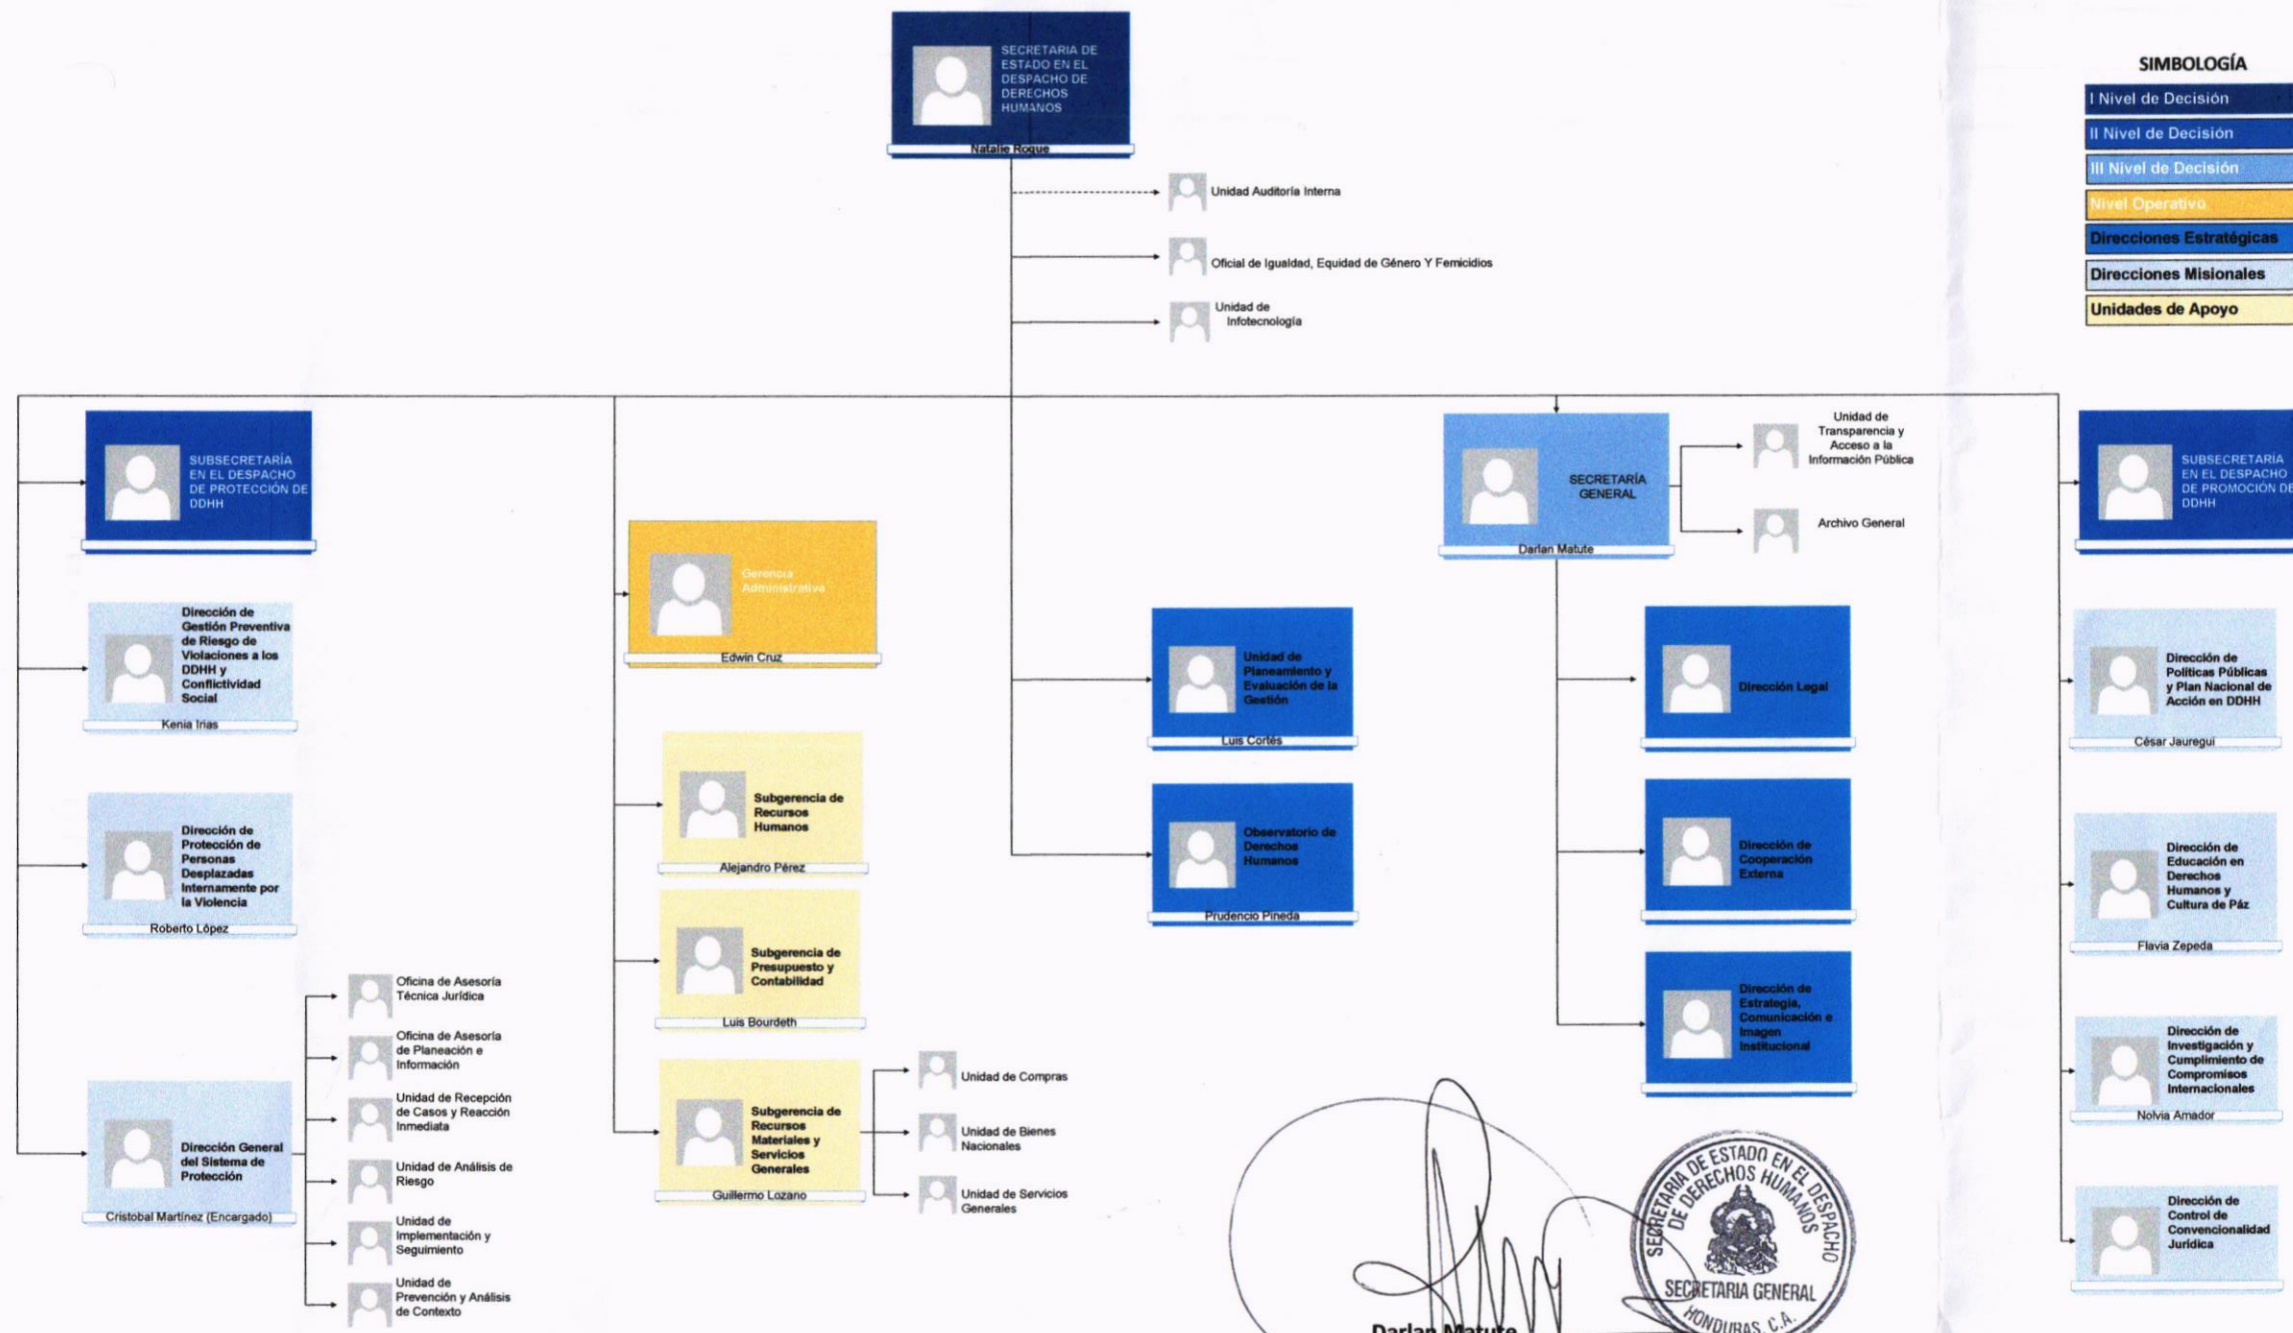 SECRETARIA DE
ESTADO EN EL
DESPACHO DE
DERECHOS
HUMANOS
Natalie Roque
Unidad Auditoría Interna
Oficial de Igualdad, Equidad de Género Y Femicidios
Unidad de
Infotecnología
SIMBOLOGÍA
I Nivel de Decisión
II Nivel de Decisión
III Nivel de Decisión
Nivel Operativo
Direcciones Estratégicas
Direcciones Misionales
Unidades de Apoyo
SUBSECRETARÍA
EN EL DESPACHO
DE PROTECCIÓN DE
DDHH
Dirección de
Gestión Preventiva
de Riesgo de
Violaciones a los
DDHH y
Conflictividad
Social
Kenia Irias
Dirección de
Protección de
Personas
Desplazadas
Internamente por
la Violencia
Roberto López
Dirección General
del Sistema de
Protección
Cristobal Martínez (Encargado)
Oficina de Asesoría
Técnica Jurídica
Oficina de Asesoría
de Planeación e
Información
Unidad de Recepción
de Casos y Reacción
Inmediata
Unidad de Análisis de
Riesgo
Unidad de
Implementación y
Seguimiento
Unidad de
Prevención y Análisis
de Contexto
Gerencia
Administrativa
Edwin Cruz
Subgerencia de
Recursos
Humanos
Alejandro Pérez
Subgerencia de
Presupuesto y
Contabilidad
Luis Bourdeth
Subgerencia de
Recursos
Materiales y
Servicios
Generales
Guillermo Lozano
Unidad de Compras
Unidad de Bienes
Nacionales
Unidad de Servicios
Generales
Unidad de
Planeamiento y
Evaluación de la
Gestión
Luis Cortés
Observatorio de
Derechos
Humanos
Prudencio Pineda
SECRETARÍA
GENERAL
Darlan Matute
Unidad de
Transparencia y
Acceso a la
Información Pública
Archivo General
Dirección Legal
Dirección de
Cooperación
Externa
Dirección de
Estrategia,
Comunicación e
Imagen
Institucional
SUBSECRETARÍA
EN EL DESPACHO
DE PROMOCIÓN DE
DDHH
Dirección de
Políticas Públicas
y Plan Nacional de
Acción en DDHH
César Jauregui
Dirección de
Educación en
Derechos
Humanos y
Cultura de Páz
Flavia Zepeda
Dirección de
Investigación y
Cumplimiento de
Compromisos
Internacionales
Nolvia Amador
Dirección de
Control de
Convencionalidad
Jurídica
Darlan Matute
SECRETARIA DE ESTADO EN EL DESPACHO
DE DERECHOS HUMANOS
SECRETARIA GENERAL
HONDURAS, C.A.